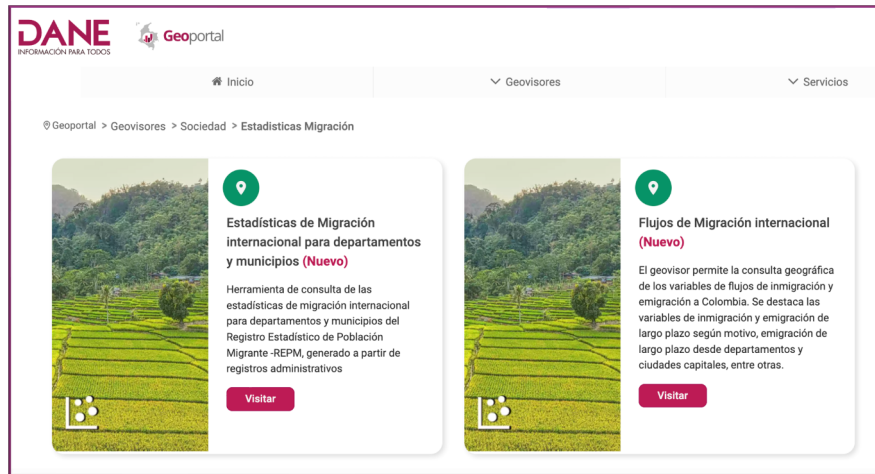 DANE
INFORMACIÓN PARA TODOS
Geoportal
Inicio
Geovisores
Servicios
Geoportal > Geovisores > Sociedad > Estadisticas Migración
Estadísticas de Migración
internacional para departamentos
y municipios (Nuevo)
Herramienta de consulta de las
estadísticas de migración internacional
para departamentos y municipios del
Registro Estadístico de Población
Migrante -REPM, generado a partir de
registros administrativos
Visitar
Flujos de Migración internacional
(Nuevo)
El geovisor permite la consulta geográfica
de los variables de flujos de inmigración y
emigración a Colombia. Se destaca las
variables de inmigración y emigración de
largo plazo según motivo, emigración de
largo plazo desde departamentos y
ciudades capitales, entre otras.
Visitar